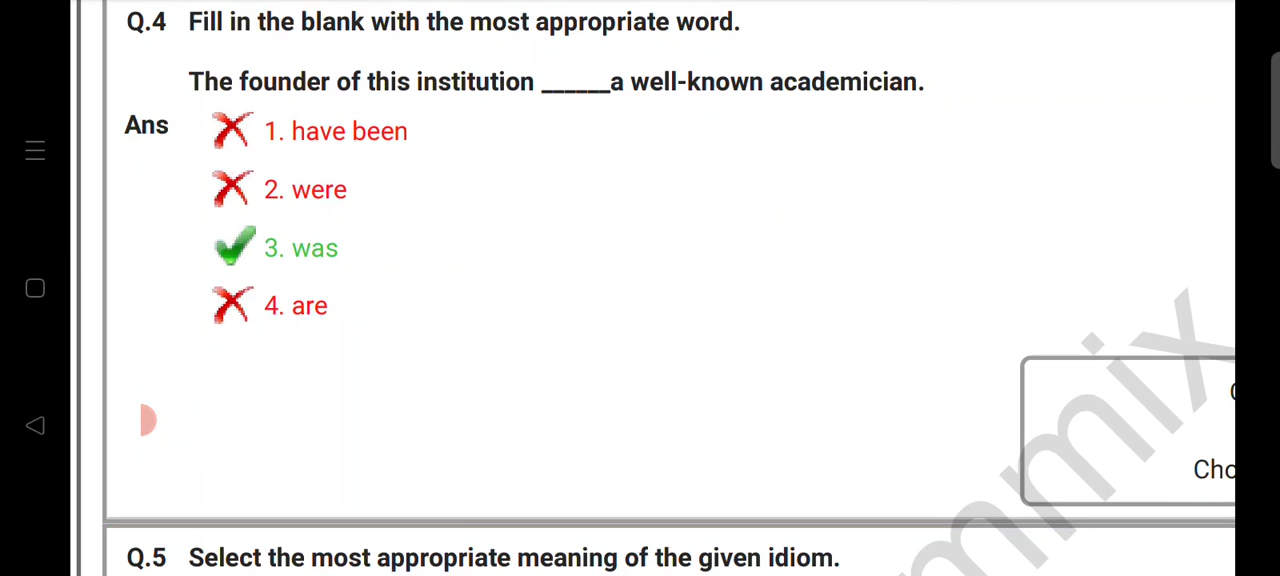 Q.4 Fill in the blank with the most appropriate word.
The founder of this institution ______a well-known academician.
Ans 1. have been
2. were
3. was
4. are
Cho
Q.5 Select the most appropriate meaning of the given idiom.